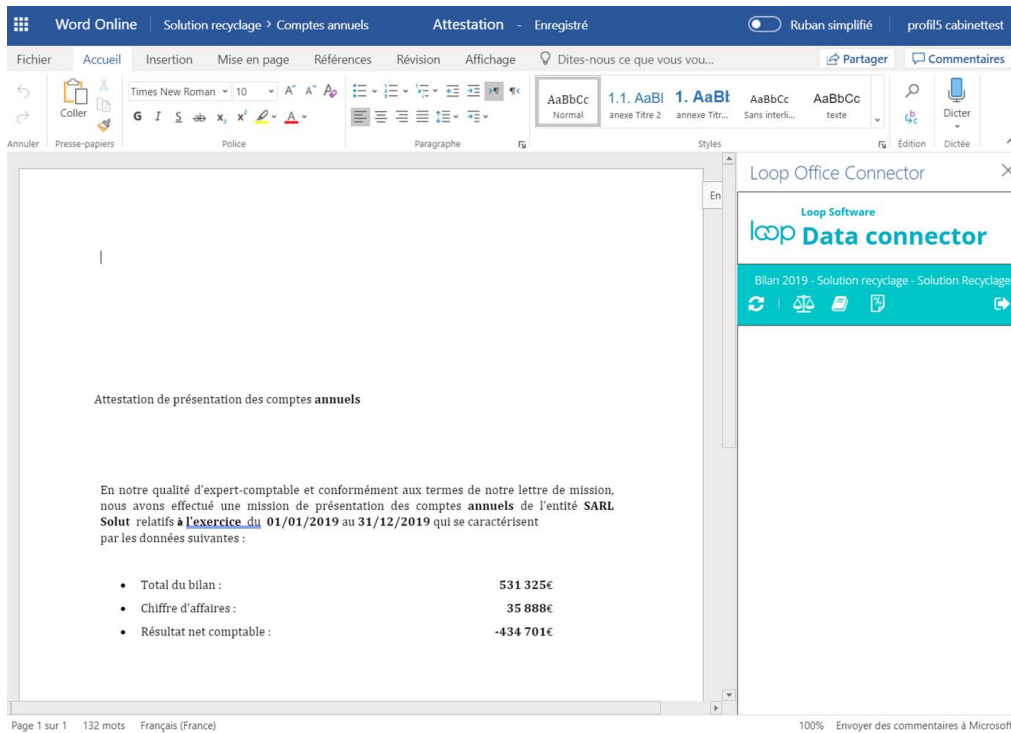 Word Online Solution recyclage > Comptes annuels Attestation - Enregistré Ruban simplifié profil5 cabinettest
Fichier Accueil Insertion Mise en page Références Révision Affichage Dites-nous ce que vous vou... Partager Commentaires
Coller Times New Roman 10 A A A AaBbCc 1.1. AaBl 1. AaBb AaBbCc AaBbCc Dicter
G I S ab x, x² A Normal anexe Titre 2 annexe Titr... Sans interli... texte
Annuler Presse-papiers Police Paragraphe Styles Édition Dictée
Loop Office Connector
En
Loop Software
loop Data connector
Bilan 2019 - Solution recyclage - Solution Recyclage
Attestation de présentation des comptes annuels
En notre qualité d'expert-comptable et conformément aux termes de notre lettre de mission,
nous avons effectué une mission de présentation des comptes annuels de l'entité SARL
Solut relatifs à l'exercice du 01/01/2019 au 31/12/2019 qui se caractérisent
par les données suivantes :
• Total du bilan : 531 325€
• Chiffre d'affaires : 35 888€
• Résultat net comptable : -434 701€
Page 1 sur 1 132 mots Français (France) 100% Envoyer des commentaires à Microsoft